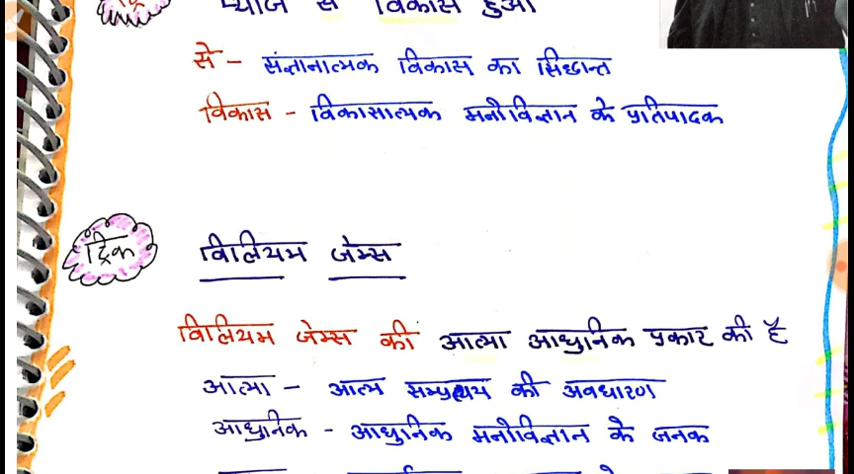 प्याज से विकास हुआ
से - संज्ञानात्मक विकास का सिद्धान्त
विकास - विकासात्मक मनोविज्ञान के प्रतिपादक
ट्रिक
विलियम जेम्स
विलियम जेम्स की आत्मा आधुनिक प्रकार की है
आत्मा - आत्म सम्प्रत्यय की अवधारण
आधुनिक - आधुनिक मनोविज्ञान के जनक